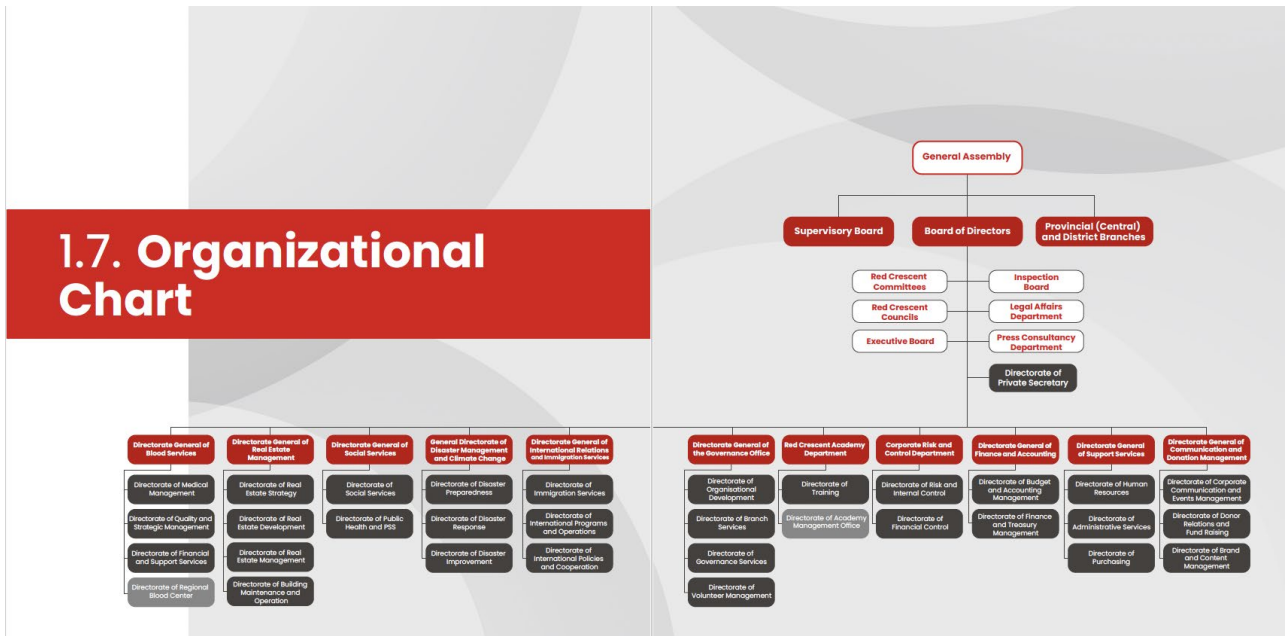 1.7. Organizational
Chart
General Assembly
Supervisory Board
Board of Directors
Provincial (Central)
and District Branches
Red Crescent
Committees
Inspection
Board
Red Crescent
Councils
Legal Affairs
Department
Executive Board
Press Consultancy
Department
Directorate of
Private Secretary
Directorate General of
Blood Services
Directorate of Medical
Management
Directorate of Quality and
Strategic Management
Directorate of Financial
and Support Services
Directorate of Regional
Blood Center
Directorate General of
Real Estate
Management
Directorate of Real
Estate Strategy
Directorate of Real
Estate Development
Directorate of Real
Estate Management
Directorate of Building
Maintenance and
Operation
Directorate General of
Social Services
Directorate of
Social Services
Directorate of Public
Health and PSS
General Directorate of
Disaster Management
and Climate Change
Directorate of Disaster
Preparedness
Directorate of Disaster
Response
Directorate of Disaster
Improvement
Directorate General of
International Relations
and Immigration Services
Directorate of
Immigration Services
Directorate of
International Programs
and Operations
Directorate of
International Policies
and Cooperation
Directorate General of
the Governance Office
Directorate of
Organisational
Development
Directorate of Branch
Services
Directorate of
Governance Services
Directorate of
Volunteer Management
Red Crescent Academy
Department
Directorate of
Training
Directorate of Academy
Management Office
Corporate Risk and
Control Department
Directorate of Risk and
Internal Control
Directorate of
Financial Control
Directorate General of
Finance and Accounting
Directorate of Budget
and Accounting
Management
Directorate of Finance
and Treasury
Management
Directorate General
of Support Services
Directorate of Human
Resources
Directorate of
Administrative Services
Directorate of
Purchasing
Directorate General of
Communication and
Donation Management
Directorate of Corporate
Communication and
Events Management
Directorate of Donor
Relations and
Fund Raising
Directorate of Brand
and Content
Management